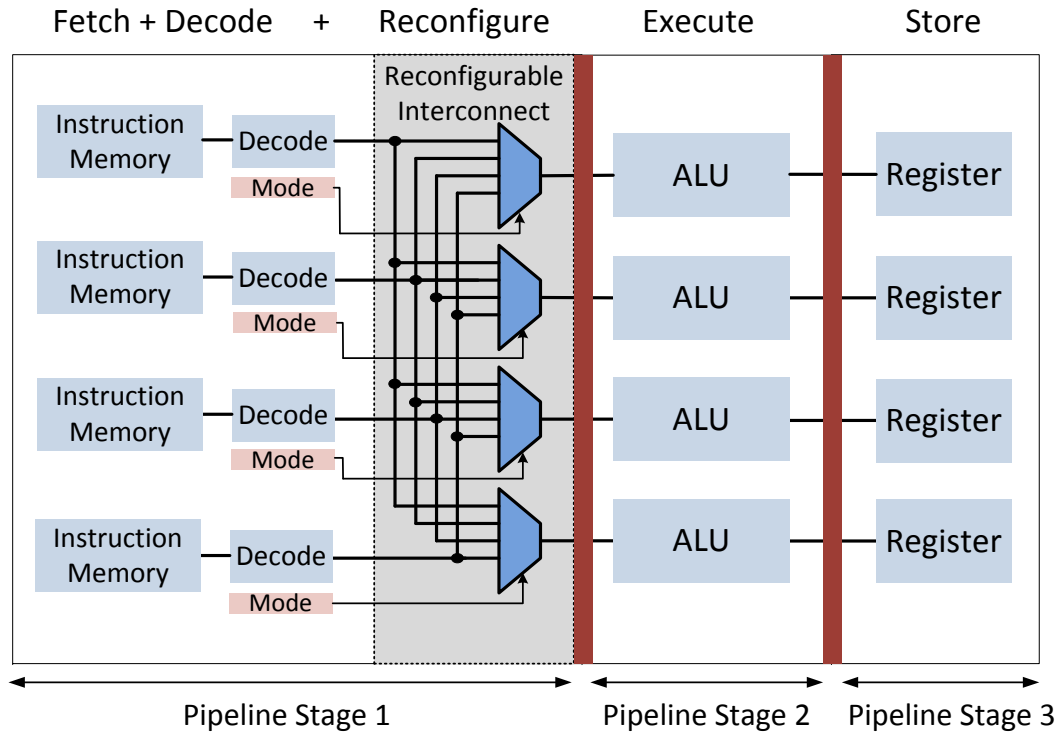 Fetch + Decode + Reconfigure Execute Store
Reconfigurable
Interconnect
Instruction
Memory
Decode
Mode
ALU
Register
Instruction
Memory
Decode
Mode
ALU
Register
Instruction
Memory
Decode
Mode
ALU
Register
Instruction
Memory
Decode
Mode
ALU
Register
Pipeline Stage 1 Pipeline Stage 2 Pipeline Stage 3